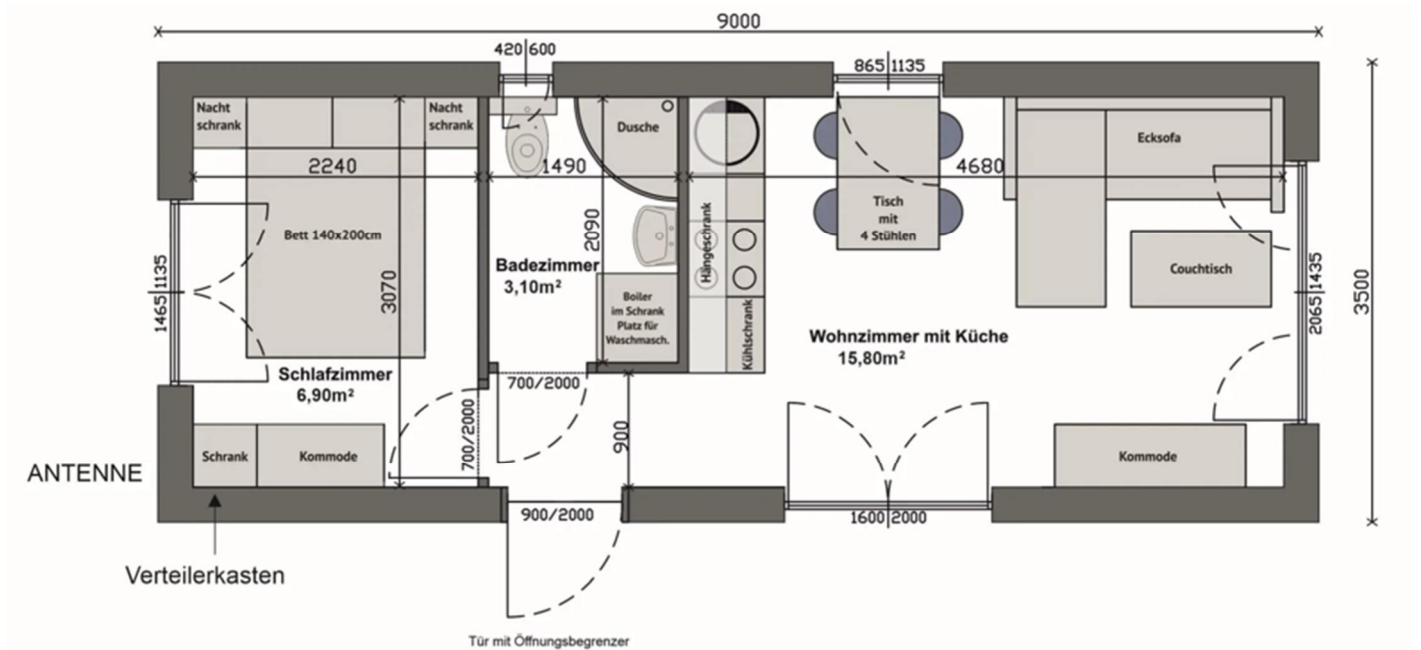 9000
420|600
865|1135
Nacht
schrank
Nacht
schrank
Dusche
Ecksofa
2240
1490
4680
Tisch
mit
4 Stühlen
Bett 140x200cm
2090
Hängeschrank
Badezimmer
3,10m²
Couchtisch
1465|1135
3070
2065|1435
3500
Boiler
im Schrank
Platz für
Waschmasch.
Kühlschrank
Wohnzimmer mit Küche
15,80m²
Schlafzimmer
6,90m²
700/2000
700/2000
900
Schrank
Kommode
Kommode
ANTENNE
900/2000
1600|2000
Verteilerkasten
Tür mit Öffnungsbegrenzer